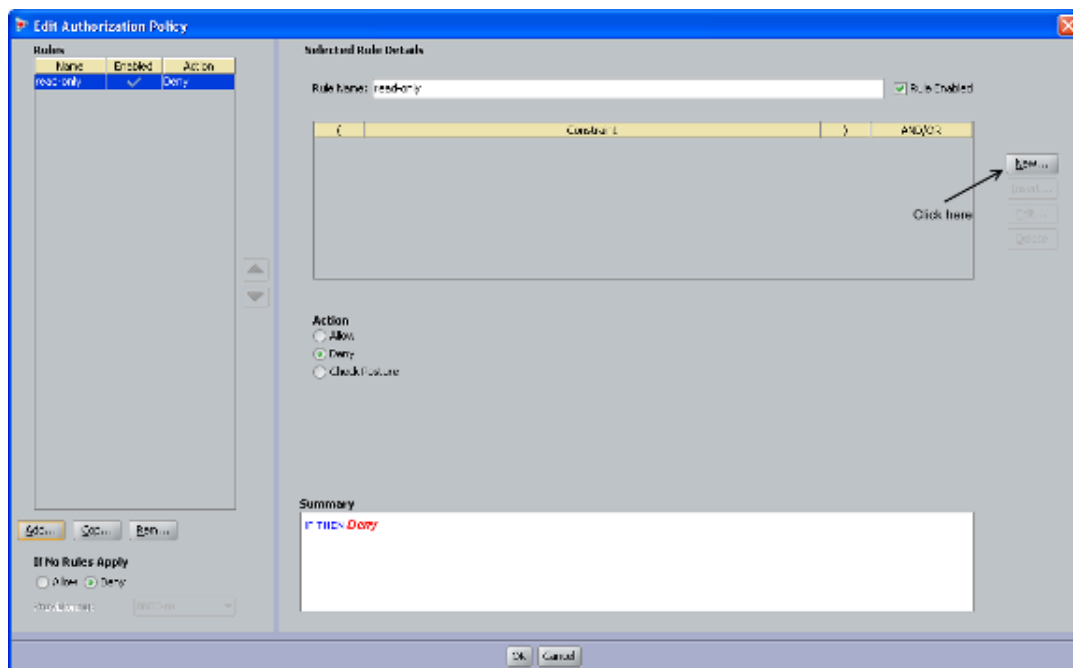 Edit Authorization Policy
Rules
Name Enabled Action
read-only Deny
Selected Rule Details
Rule Name: read-only Rule Enabled
( Constraint ) AND/OR
New...
Insert...
Edit...
Delete
Click here
Action
Allow
Deny
Check Posture
Add... Cop... Rem...
If No Rules Apply
Allow Deny
Summary
IF THEN Deny
Ok Cancel